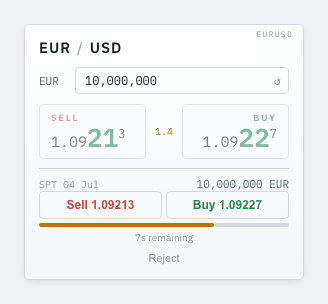 EURUSD
EUR / USD
EUR 10,000,000 ↺
SELL BUY
1.09213 1.4 1.09227
SPT 04 Jul 10,000,000 EUR
Sell 1.09213 Buy 1.09227
7s remaining
Reject